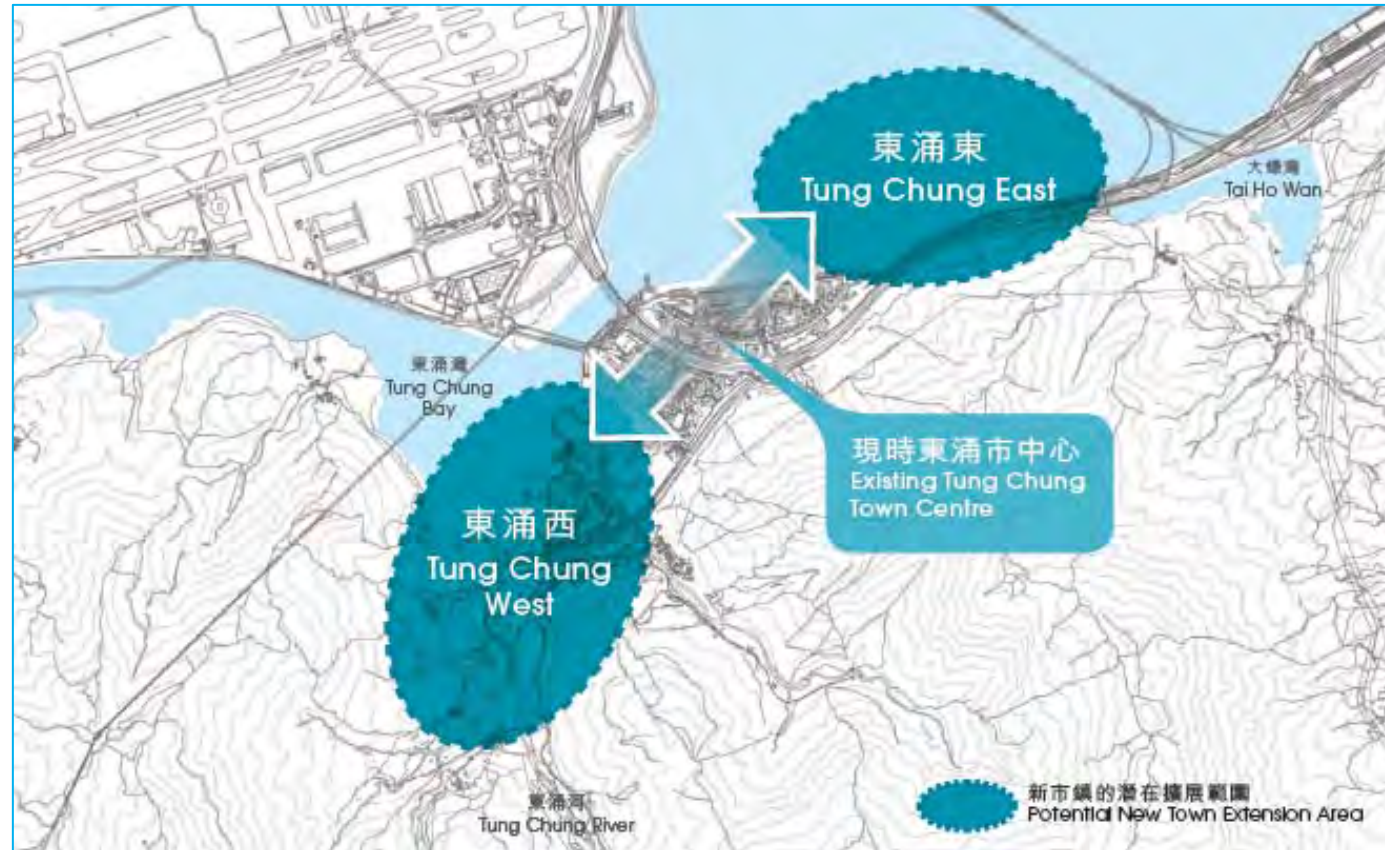 東涌東
Tung Chung East
大蠔灣
Tai Ho Wan
東涌灣
Tung Chung
Bay
現時東涌市中心
Existing Tung Chung
Town Centre
東涌西
Tung Chung
West
東涌河
Tung Chung River
新市鎮的潛在擴展範圍
Potential New Town Extension Area